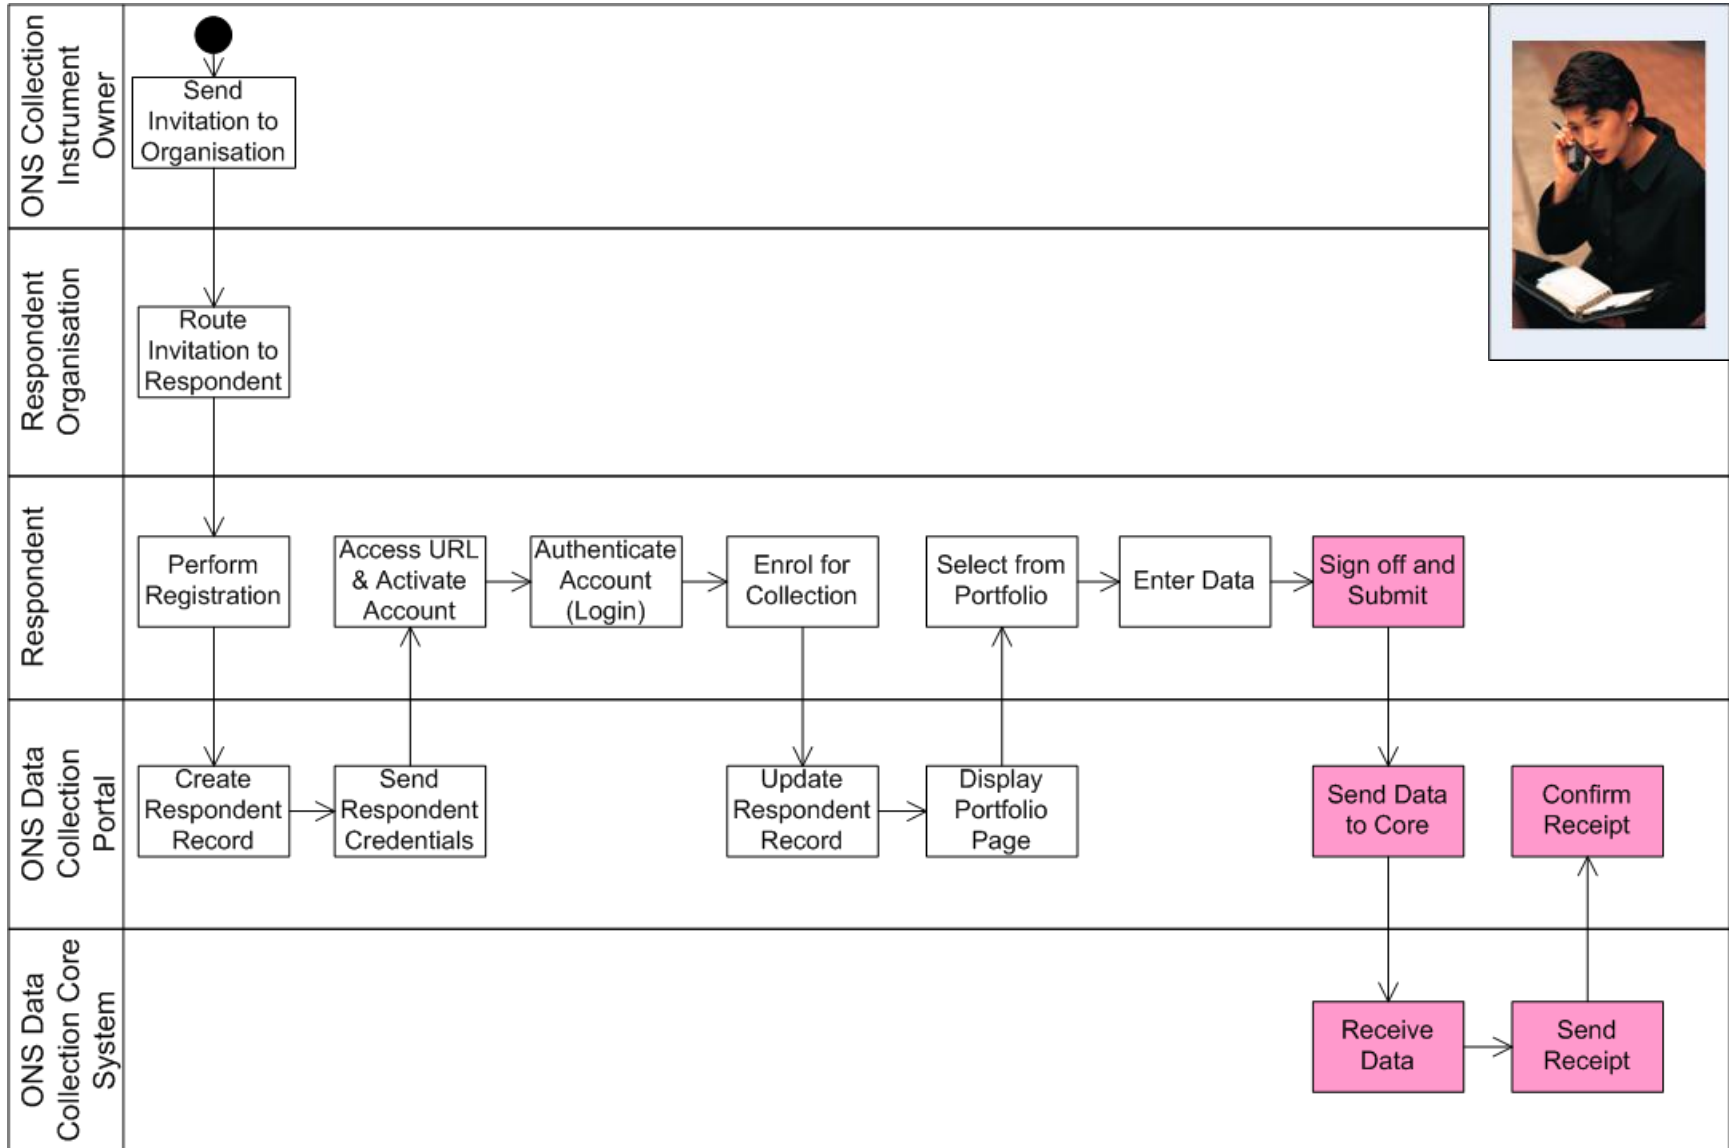 ONS Collection
Instrument
Owner
Send
Invitation to
Organisation
Respondent
Organisation
Route
Invitation to
Respondent
Respondent
Perform
Registration
Access URL
& Activate
Account
Authenticate
Account
(Login)
Enrol for
Collection
Select from
Portfolio
Enter Data
Sign off and
Submit
ONS Data
Collection
Portal
Create
Respondent
Record
Send
Respondent
Credentials
Update
Respondent
Record
Display
Portfolio
Page
Send Data
to Core
Confirm
Receipt
ONS Data
Collection Core
System
Receive
Data
Send
Receipt